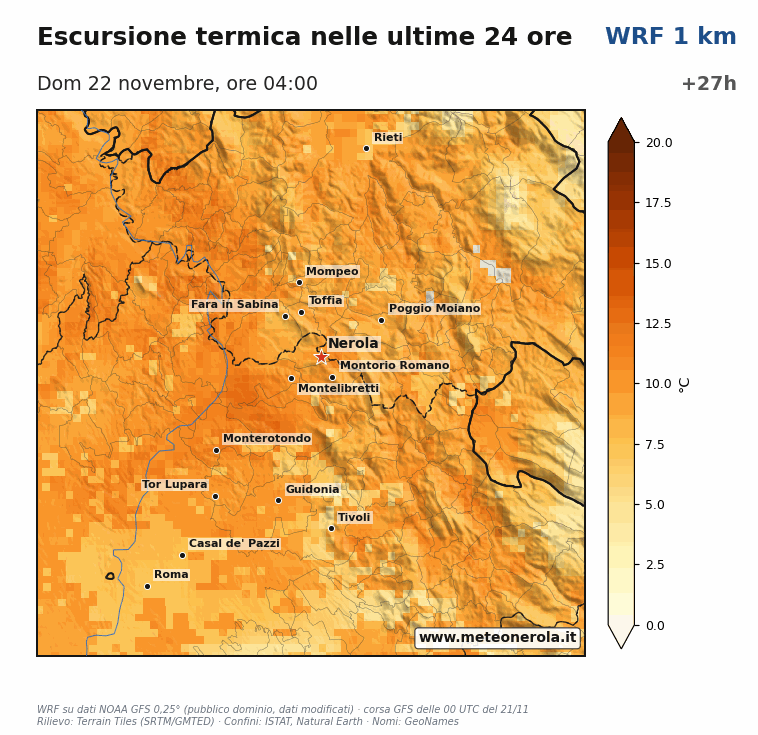 Escursione termica nelle ultime 24 ore
WRF 1 km
Dom 22 novembre, ore 04:00
+27h
Rieti
Mompeo
Fara in Sabina
Toffia
Poggio Moiano
Nerola
Montorio Romano
Montelibretti
Monterotondo
Tor Lupara
Guidonia
Tivoli
Casal de' Pazzi
Roma
www.meteonerola.it
20.0
17.5
15.0
12.5
10.0
7.5
5.0
2.5
0.0
°C
WRF su dati NOAA GFS 0,25° (pubblico dominio, dati modificati) · corsa GFS delle 00 UTC del 21/11
Rilievo: Terrain Tiles (SRTM/GMTED) · Confini: ISTAT, Natural Earth · Nomi: GeoNames